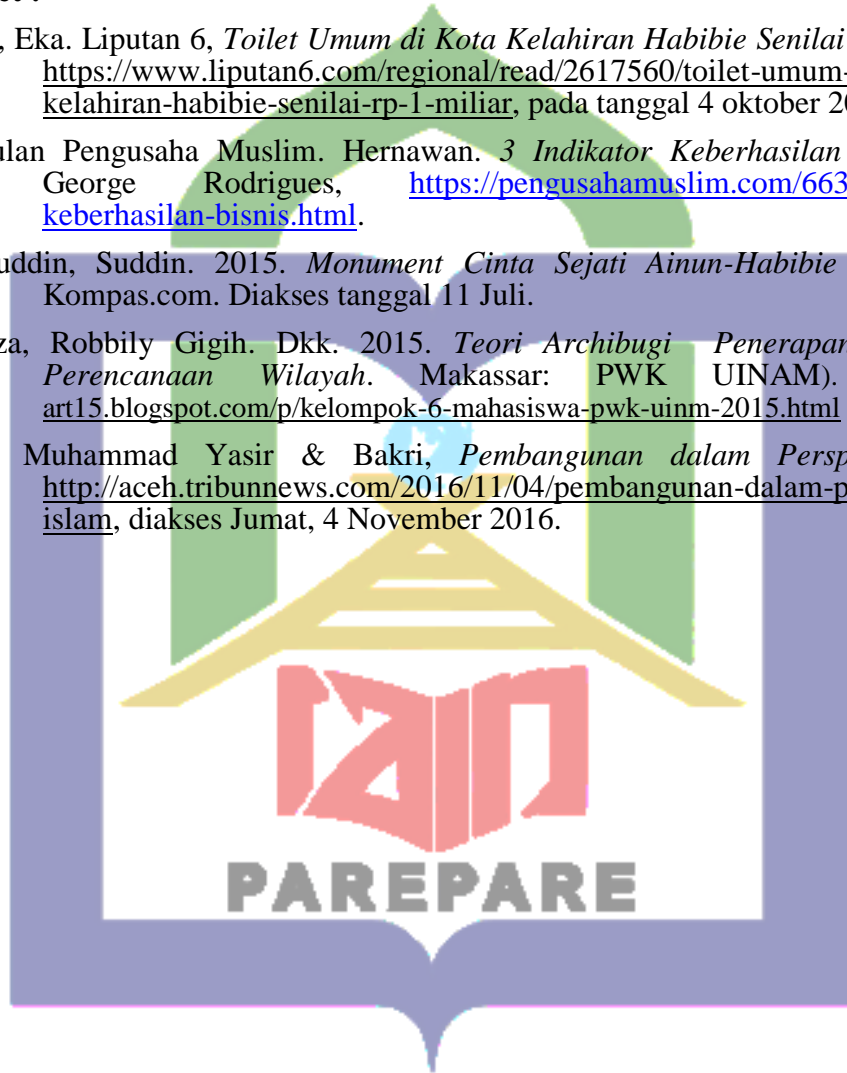 , Eka. Liputan 6, Toilet Umum di Kota Kelahiran Habibie Senilai
https://www.liputan6.com/regional/read/2617560/toilet-umum-
kelahiran-habibie-senilai-rp-1-miliar, pada tanggal 4 oktober 20
ulan Pengusaha Muslim. Hernawan. 3 Indikator Keberhasilan
George Rodrigues, https://pengusahamuslim.com/663
keberhasilan-bisnis.html.
uddin, Suddin. 2015. Monument Cinta Sejati Ainun-Habibie
Kompas.com. Diakses tanggal 11 Juli.
za, Robbily Gigih. Dkk. 2015. Teori Archibugi Penerapan
Perencanaan Wilayah. Makassar: PWK UINAM).
art15.blogspot.com/p/kelompok-6-mahasiswa-pwk-uinm-2015.html
Muhammad Yasir & Bakri, Pembangunan dalam Persp
http://aceh.tribunnews.com/2016/11/04/pembangunan-dalam-p
islam, diakses Jumat, 4 November 2016.
iain
PAREPARE